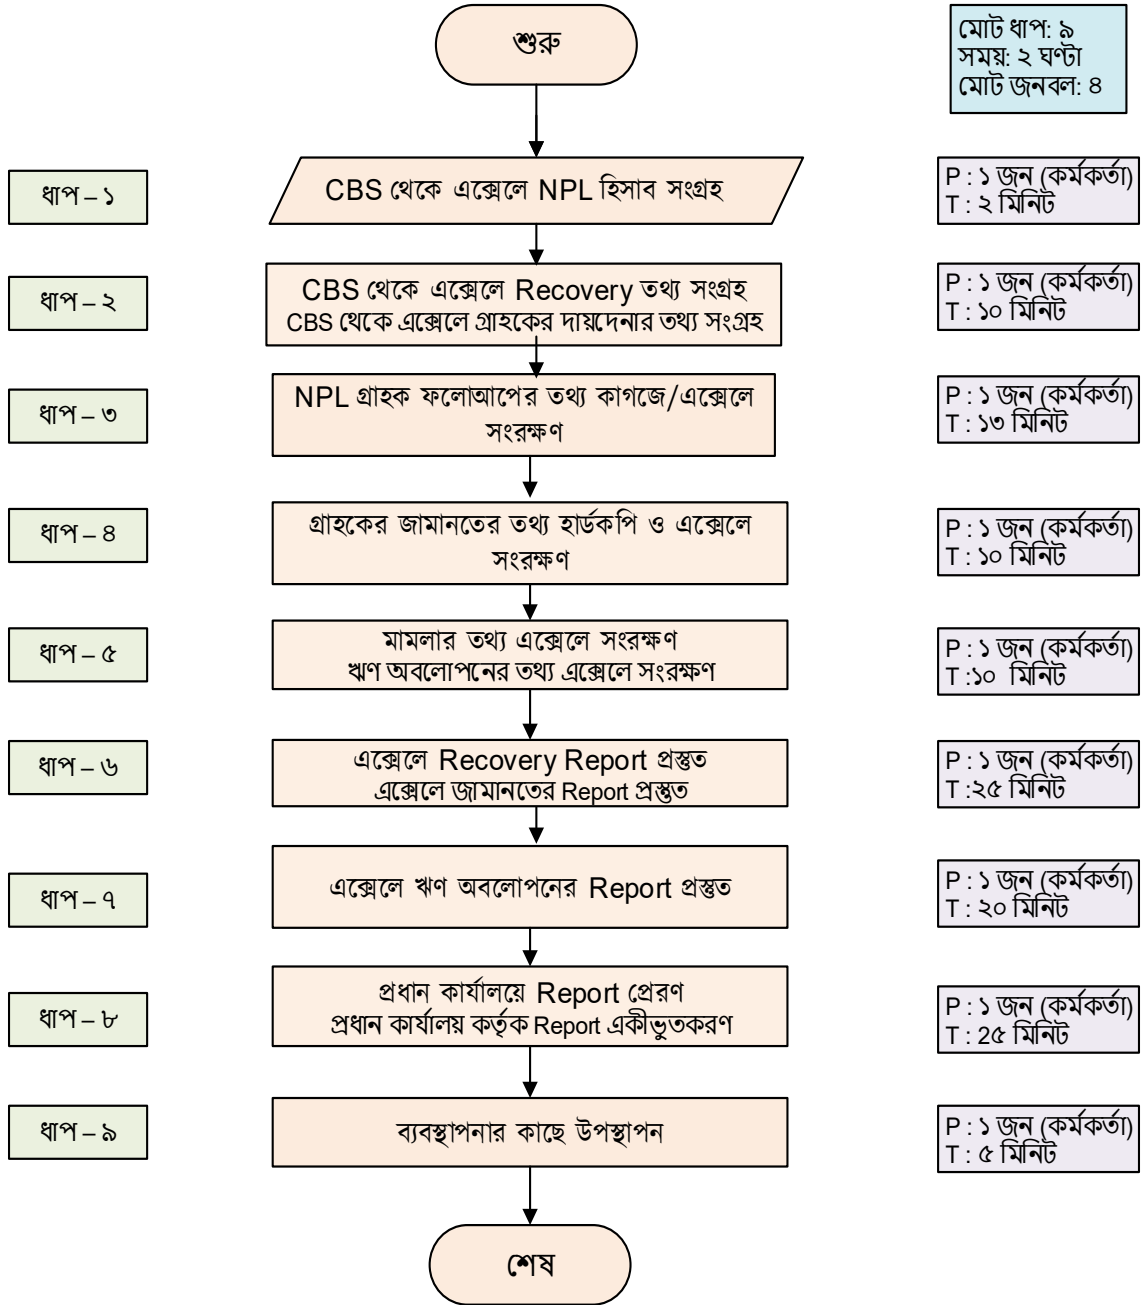 শুরু
মোট ধাপ: ৯
সময়: ২ ঘণ্টা
মোট জনবল: ৪
ধাপ – ১
CBS থেকে এক্সেলে NPL হিসাব সংগ্রহ
P : ১ জন (কর্মকর্তা)
T : ২ মিনিট
ধাপ – ২
CBS থেকে এক্সেলে Recovery তথ্য সংগ্রহ
CBS থেকে এক্সেলে গ্রাহকের দায়দেনার তথ্য সংগ্রহ
P : ১ জন (কর্মকর্তা)
T : ১০ মিনিট
ধাপ – ৩
NPL গ্রাহক ফলোআপের তথ্য কাগজে/এক্সেলে
সংরক্ষণ
P : ১ জন (কর্মকর্তা)
T : ১৩ মিনিট
ধাপ – ৪
গ্রাহকের জামানতের তথ্য হার্ডকপি ও এক্সেলে
সংরক্ষণ
P : ১ জন (কর্মকর্তা)
T : ১০ মিনিট
ধাপ – ৫
মামলার তথ্য এক্সেলে সংরক্ষণ
ঋণ অবলোপনের তথ্য এক্সেলে সংরক্ষণ
P : ১ জন (কর্মকর্তা)
T :১০ মিনিট
ধাপ – ৬
এক্সেলে Recovery Report প্রস্তুত
এক্সেলে জামানতের Report প্রস্তুত
P : ১ জন (কর্মকর্তা)
T :২৫ মিনিট
ধাপ – ৭
এক্সেলে ঋণ অবলোপনের Report প্রস্তুত
P : ১ জন (কর্মকর্তা)
T : ২০ মিনিট
ধাপ – ৮
প্রধান কার্যালয়ে Report প্রেরণ
প্রধান কার্যালয় কর্তৃক Report একীভুতকরণ
P : ১ জন (কর্মকর্তা)
T : 2৫ মিনিট
ধাপ – ৯
ব্যবস্থাপনার কাছে উপস্থাপন
P : ১ জন (কর্মকর্তা)
T : ৫ মিনিট
শেষ